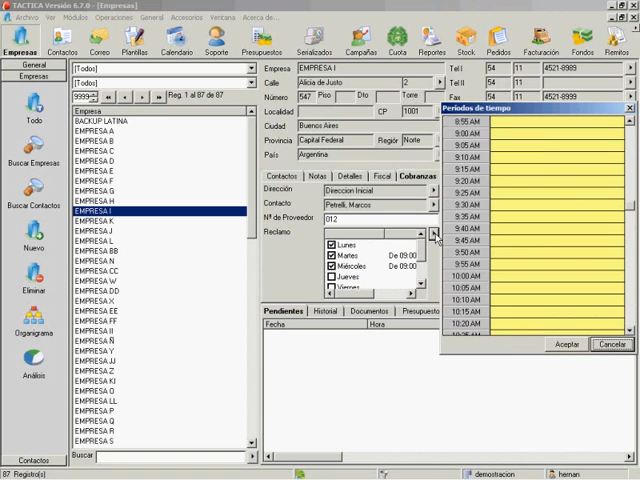 TACTICA Versión 6.7.0 - [Empresas]
Archivo Ver Módulos Operaciones General Accesorios Ventana Acerca de...
Empresas Contactos Correo Plantillas Calendario Soporte Presupuestos Serializados Campañas Cuota Reportes Stock Pedidos Facturación Fondos Remitos
General
Empresas
Todo
Buscar Empresas
Buscar Contactos
Nuevo
Eliminar
Organigrama
Análisis
Contactos
[Todos]
[Todos]
9999 Reg. 1 al 87 de 87
Empresa
BACKUP LATINA
EMPRESA A
EMPRESA B
EMPRESA C
EMPRESA D
EMPRESA E
EMPRESA F
EMPRESA G
EMPRESA H
EMPRESA I
EMPRESA K
EMPRESA J
EMPRESA L
EMPRESA BB
EMPRESA N
EMPRESA CC
EMPRESA DD
EMPRESA X
EMPRESA EE
EMPRESA FF
EMPRESA II
EMPRESA Ñ
EMPRESA Y
EMPRESA JJ
EMPRESA Z
EMPRESA KI
EMPRESA O
EMPRESA LL
EMPRESA P
EMPRESA Q
EMPRESA R
EMPRESA S
Buscar
Empresa EMPRESA I Tel I 54 11 4521-8989
Calle Alicia de Justo 2 Tel II 54 11
Número 547 Piso Dto Torre Fax 54 11
Localidad CP 1001
Ciudad Buenos Aires
Provincia Capital Federal Región Norte
País Argentina
Contactos Notas Detalles Fiscal Cobranzas
Dirección Direccion Inicial
Contacto Petrelli, Marcos
Nº de Proveedor 012
Reclamo
Lunes
Martes De 09:00
Miércoles De 09:00
Jueves
Viernes
Pendientes Historial Documentos Presupuesto
Fecha Hora
Periodos de tiempo
8:55 AM
9:00 AM
9:05 AM
9:10 AM
9:15 AM
9:20 AM
9:25 AM
9:30 AM
9:35 AM
9:40 AM
9:45 AM
9:50 AM
9:55 AM
10:00 AM
10:05 AM
10:10 AM
10:15 AM
10:20 AM
10:25 AM
Aceptar Cancelar
87 Registro(s) demostracion hernan